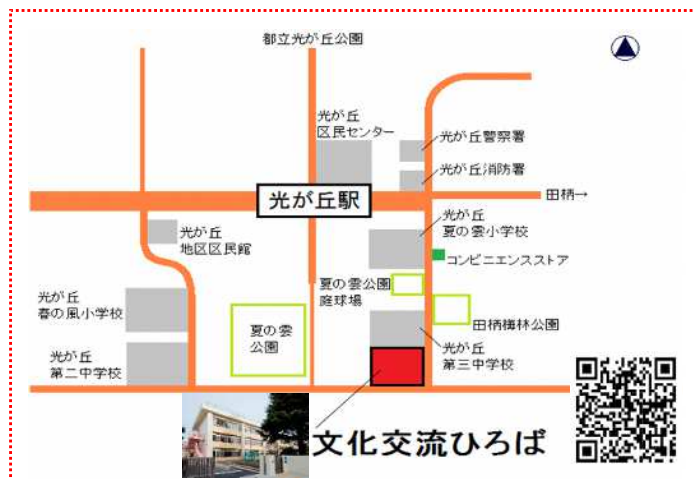 都立光が丘公園
光が丘
区民センター
光が丘警察署
光が丘消防署
光が丘駅
田柄→
光が丘
夏の雲小学校
光が丘
地区区民館
コンビニエンスストア
夏の雲公園
庭球場
光が丘
春の風小学校
夏の雲
公園
田柄梅林公園
光が丘
第二中学校
光が丘
第三中学校
文化交流ひろば